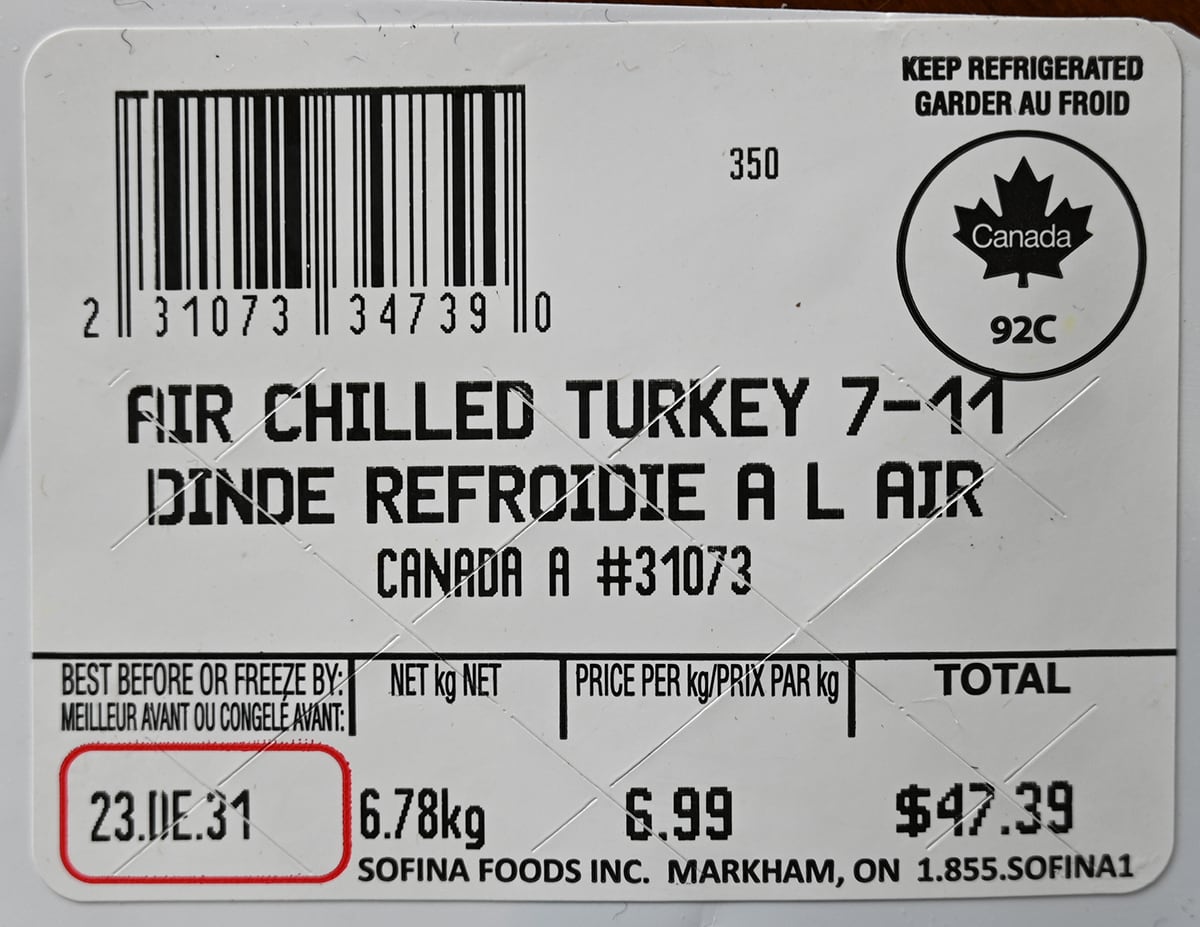 KEEP REFRIGERATED
GARDER AU FROID
350
Canada
92C
2 31073 34739 0
AIR CHILLED TURKEY 7-11
DINDE REFROIDIE A L AIR
CANADA A #31073
BEST BEFORE OR FREEZE BY:
MEILLEUR AVANT OU CONGELÉ AVANT:
NET kg NET
PRICE PER kg/PRIX PAR kg
TOTAL
23.DE.31
6.78kg
6.99
$47.39
SOFINA FOODS INC. MARKHAM, ON 1.855.SOFINA1